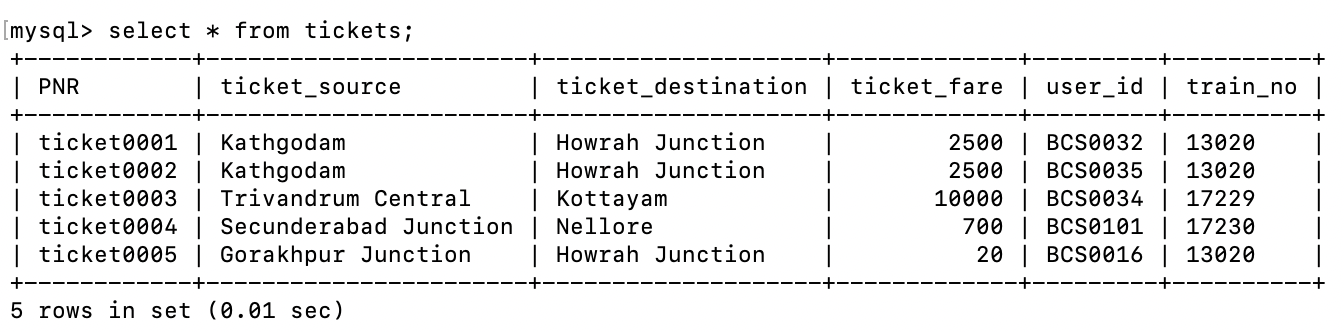 mysql> select * from tickets;
+-------------+-----------------------+--------------------+-------------+---------+----------+
| PNR | ticket_source | ticket_destination | ticket_fare | user_id | train_no |
+-------------+-----------------------+--------------------+-------------+---------+----------+
| ticket0001 | Kathgodam | Howrah Junction | 2500 | BCS0032 | 13020 |
| ticket0002 | Kathgodam | Howrah Junction | 2500 | BCS0035 | 13020 |
| ticket0003 | Trivandrum Central | Kottayam | 10000 | BCS0034 | 17229 |
| ticket0004 | Secunderabad Junction | Nellore | 700 | BCS0101 | 17230 |
| ticket0005 | Gorakhpur Junction | Howrah Junction | 20 | BCS0016 | 13020 |
+-------------+-----------------------+--------------------+-------------+---------+----------+
5 rows in set (0.01 sec)